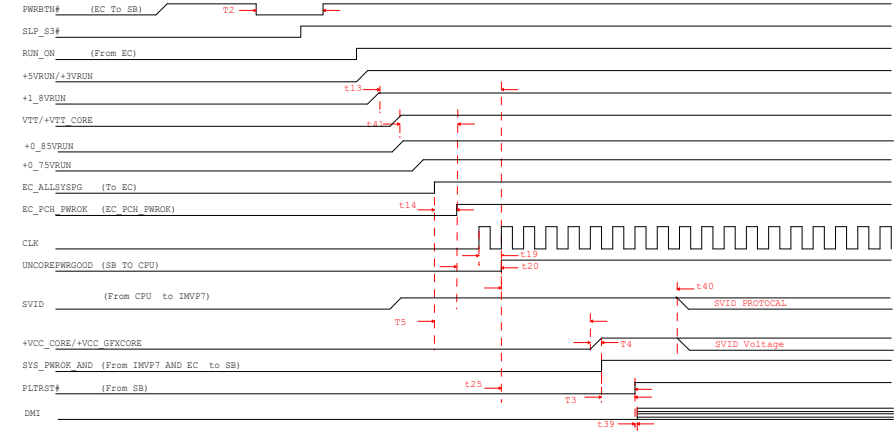 PWRBTN# (EC To SB) T2
SLP_S3#
RUN_ON (From EC)
+5VRUN/+3VRUN
t13
+1_8VRUN
VTT/+VTT_CORE t41
+0_85VRUN
+0_75VRUN
EC_ALLSYSPG (To EC)
t14
EC_PCH_PWROK (EC_PCH_PWROK)
CLK
t19
UNCOREPWRGOOD (SB TO CPU) t20
t40
SVID (From CPU to IMVP7) SVID PROTOCAL
T5
+VCC_CORE/+VCC_GFXCORE T4 SVID Voltage
SYS_PWROK_AND (From IMVP7 AND EC to SB)
PLTRST# (From SB) t25
T3
DMI
t39